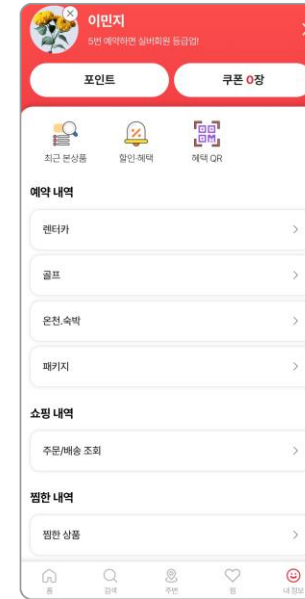 이민지
5번 예약하면 실버회원 등급업!
포인트
쿠폰 0장
최근 본상품
할인·혜택
혜택 QR
예약 내역
렌터카
골프
온천.숙박
패키지
쇼핑 내역
주문/배송 조회
찜한 내역
찜한 상품
홈
검색
주변
찜
내 정보